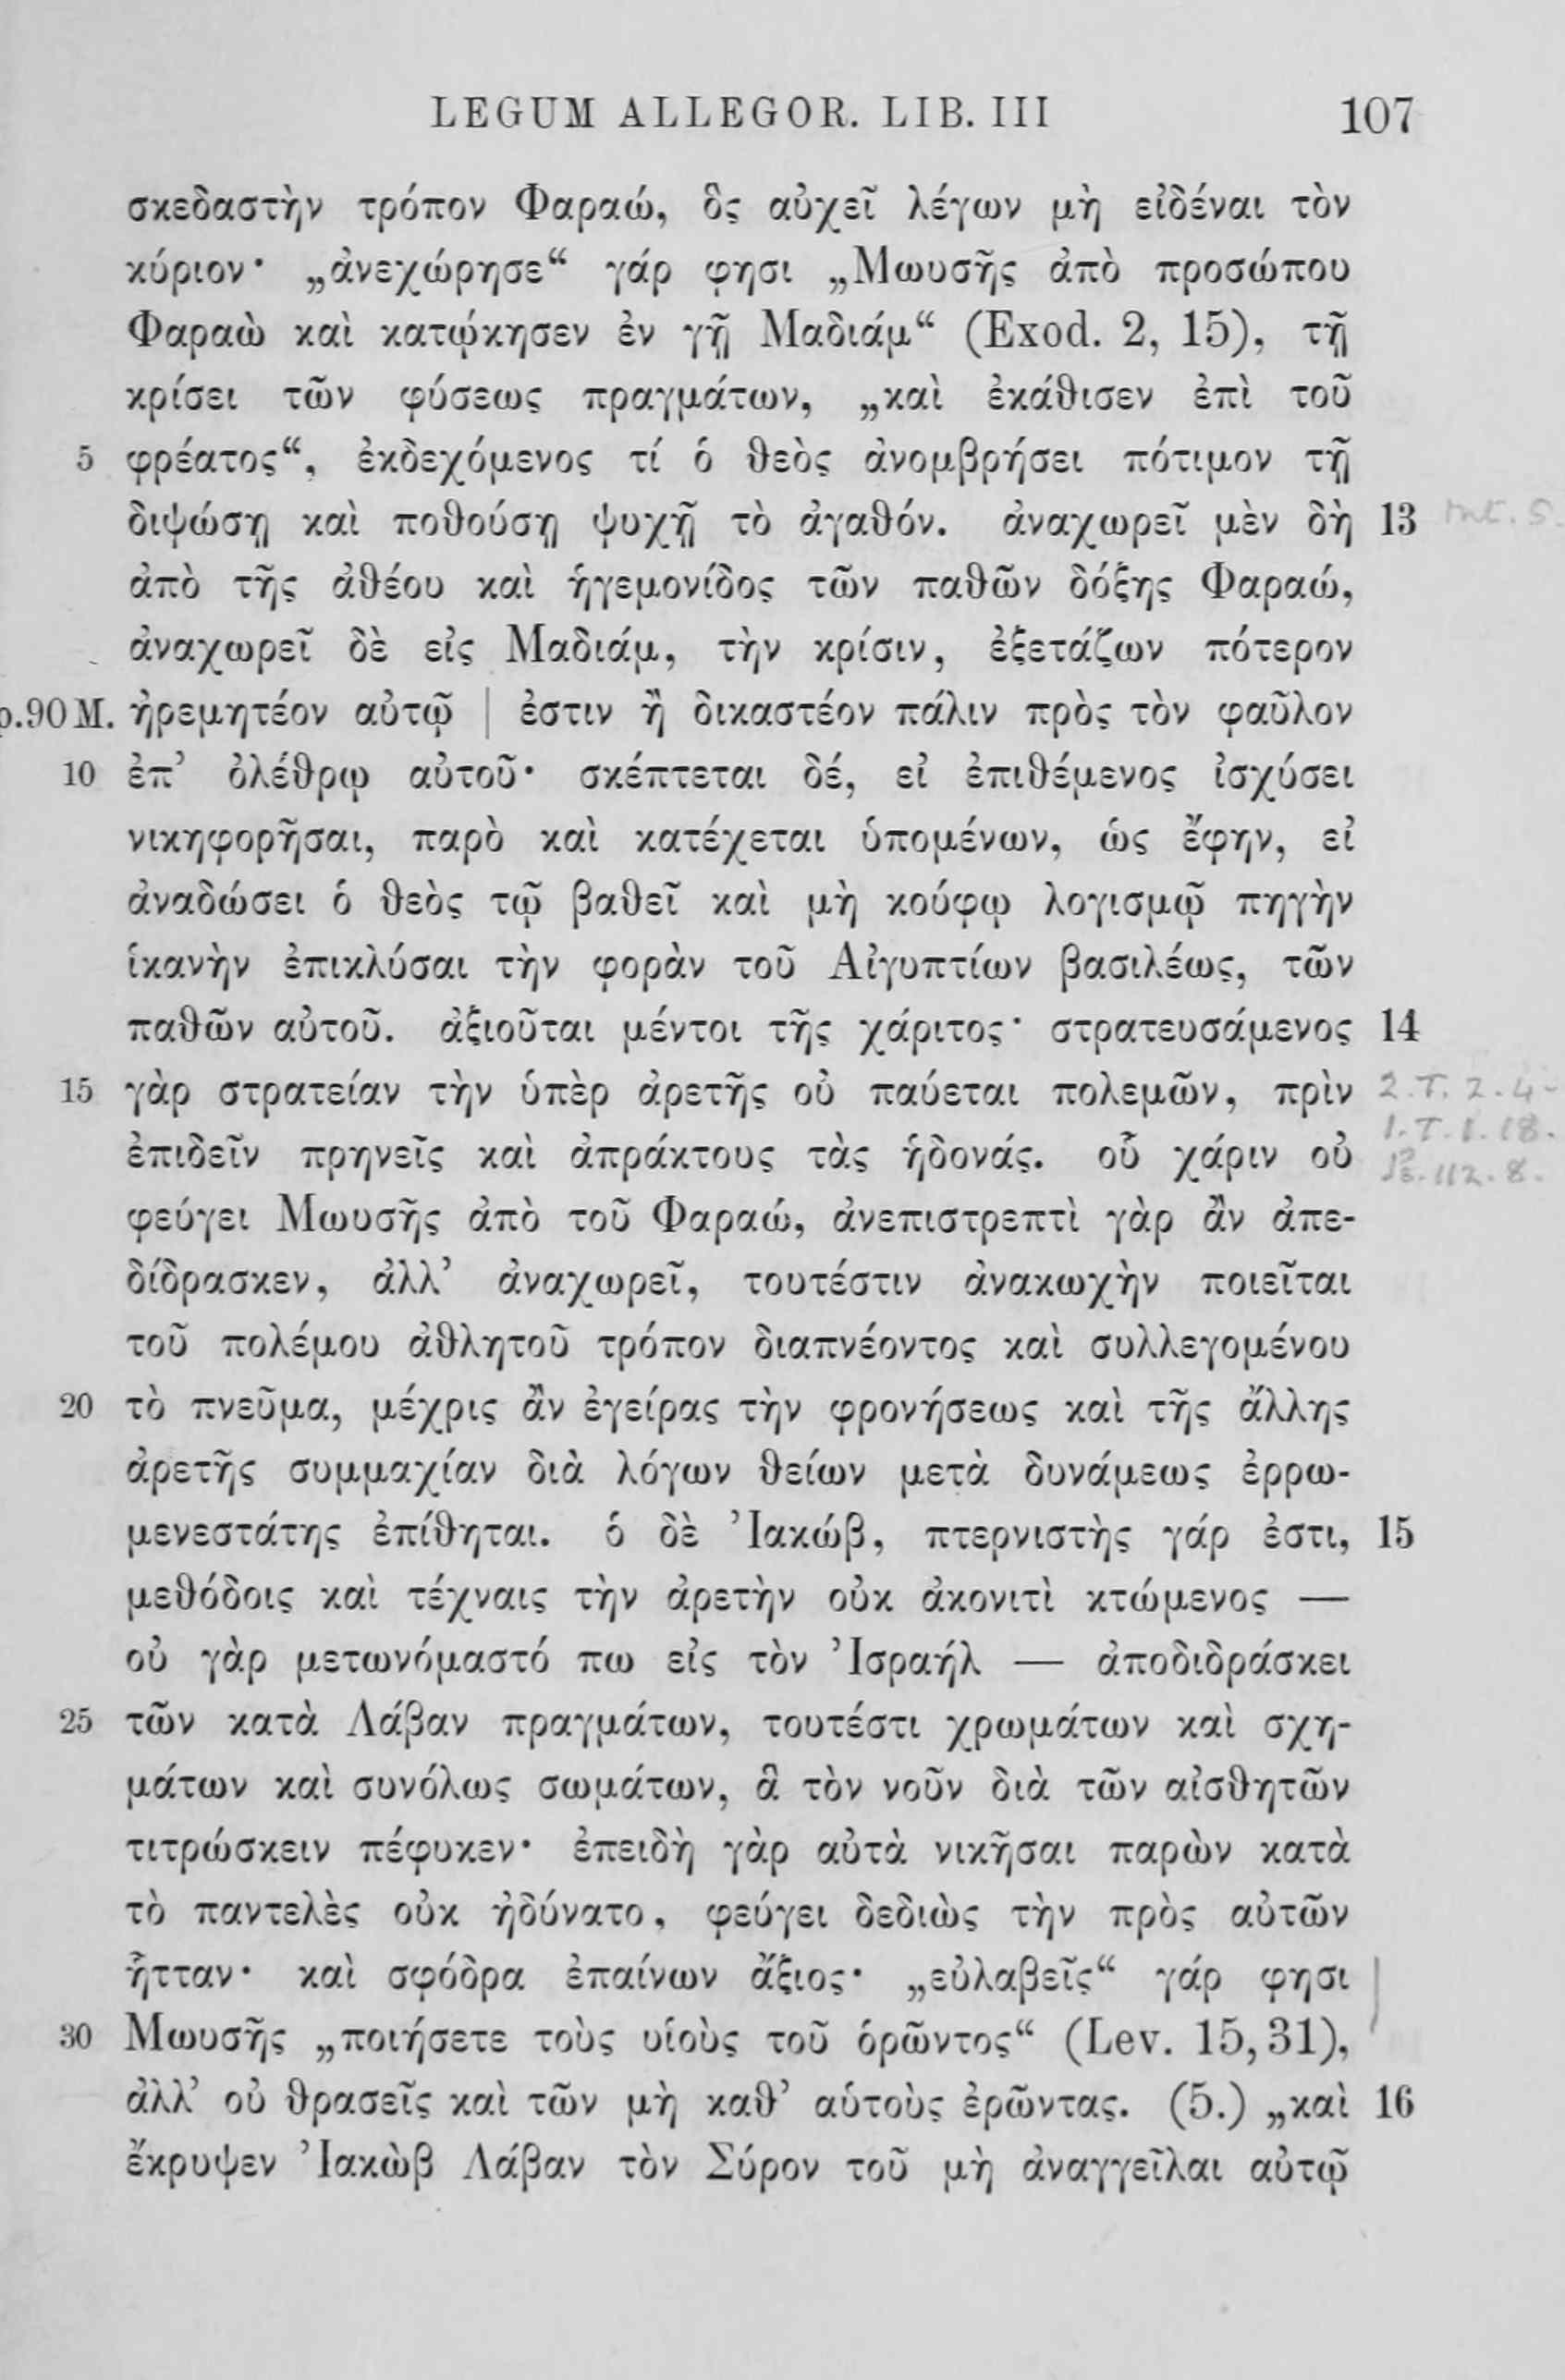 LEGUM ALLEGOR. LIB. III 107
σκεδαστὴν τρόπον Φαραώ, ὃς αὐχεῖ λέγων μὴ εἰδέναι τὸν
κύριον· „ἀνεχώρησε“ γάρ φησι „Μωυσῆς ἀπὸ προσώπου
Φαραὼ καὶ κατῴκησεν ἐν γῇ Μαδιάμ“ (Exod. 2, 15), τῇ
κρίσει τῶν φύσεως πραγμάτων, „καὶ ἐκάθισεν ἐπὶ τοῦ
5 φρέατος“, ἐκδεχόμενος τί ὁ θεὸς ἀνομβρήσει πότιμον τῇ
διψώσῃ καὶ ποθούσῃ ψυχῇ τὸ ἀγαθόν. ἀναχωρεῖ μὲν δὴ 13
ἀπὸ τῆς ἀθέου καὶ ἡγεμονίδος τῶν παθῶν δόξης Φαραώ,
ἀναχωρεῖ δὲ εἰς Μαδιάμ, τὴν κρίσιν, ἐξετάζων πότερον
p.90 M. ἠρεμητέον αὐτῷ | ἐστιν ἢ δικαστέον πάλιν πρὸς τὸν φαῦλον
10 ἐπ’ ὀλέθρῳ αὐτοῦ· σκέπτεται δέ, εἰ ἐπιθέμενος ἰσχύσει
νικηφορῆσαι, παρὸ καὶ κατέχεται ὑπομένων, ὡς ἔφην, εἰ
ἀναδώσει ὁ θεὸς τῷ βαθεῖ καὶ μὴ κούφῳ λογισμῷ πηγὴν
ἱκανὴν ἐπικλύσαι τὴν φορὰν τοῦ Αἰγυπτίων βασιλέως, τῶν
παθῶν αὐτοῦ. ἀξιοῦται μέντοι τῆς χάριτος· στρατευσάμενος 14
15 γὰρ στρατείαν τὴν ὑπὲρ ἀρετῆς οὐ παύεται πολεμῶν, πρὶν 2.T.2.4-
1.T.1.18.
ἐπιδεῖν πρηνεῖς καὶ ἀπράκτους τὰς ἡδονάς. οὗ χάριν οὐ
φεύγει Μωυσῆς ἀπὸ τοῦ Φαραώ, ἀνεπιστρεπτὶ γὰρ ἂν ἀπε-
δίδρασκεν, ἀλλ’ ἀναχωρεῖ, τουτέστιν ἀνακωχὴν ποιεῖται
τοῦ πολέμου ἀθλητοῦ τρόπον διαπνέοντος καὶ συλλεγομένου
20 τὸ πνεῦμα, μέχρις ἂν ἐγείρας τὴν φρονήσεως καὶ τῆς ἄλλης
ἀρετῆς συμμαχίαν διὰ λόγων θείων μετὰ δυνάμεως ἐρρω-
μενεστάτης ἐπίθηται. ὁ δὲ Ἰακώβ, πτερνιστὴς γάρ ἐστι, 15
μεθόδοις καὶ τέχναις τὴν ἀρετὴν οὐκ ἀκονιτὶ κτώμενος —
οὐ γὰρ μετωνόμαστό πω εἰς τὸν Ἰσραήλ — ἀποδιδράσκει
25 τῶν κατὰ Λάβαν πραγμάτων, τουτέστι χρωμάτων καὶ σχη-
μάτων καὶ συνόλως σωμάτων, ἃ τὸν νοῦν διὰ τῶν αἰσθητῶν
τιτρώσκειν πέφυκεν· ἐπειδὴ γὰρ αὐτὰ νικῆσαι παρὼν κατὰ
τὸ παντελὲς οὐκ ἠδύνατο, φεύγει δεδιὼς τὴν πρὸς αὐτῶν
ἧτταν· καὶ σφόδρα ἐπαίνων ἄξιος· „εὐλαβεῖς“ γάρ φησι
30 Μωυσῆς „ποιήσετε τοὺς υἱοὺς τοῦ ὁρῶντος“ (Lev. 15,31),
ἀλλ’ οὐ θρασεῖς καὶ τῶν μὴ καθ’ αὑτοὺς ἐρῶντας. (5.) „καὶ 16
ἔκρυψεν Ἰακὼβ Λάβαν τὸν Σύρον τοῦ μὴ ἀναγγεῖλαι αὐτῷ